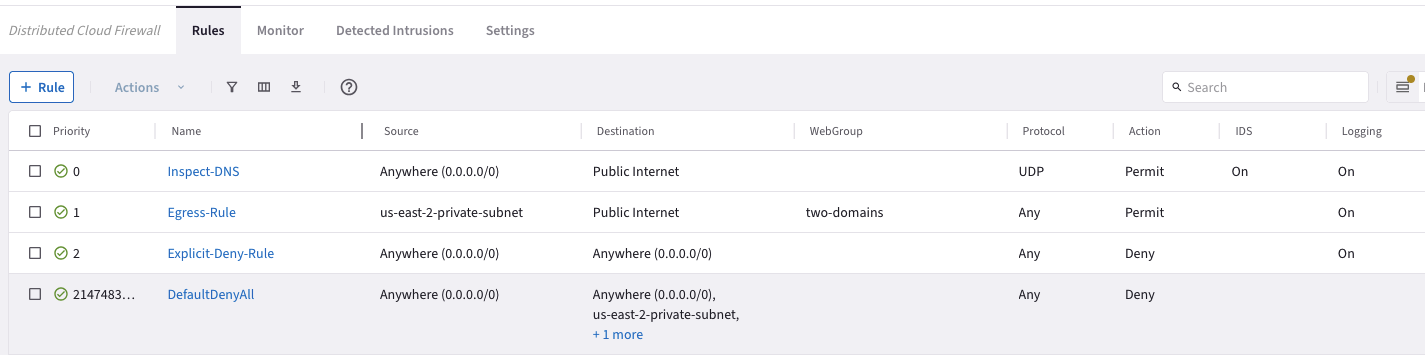 Distributed Cloud Firewall Rules Monitor Detected Intrusions Settings
+ Rule Actions Search
Priority Name Source Destination WebGroup Protocol Action IDS Logging
0 Inspect-DNS Anywhere (0.0.0.0/0) Public Internet UDP Permit On On
1 Egress-Rule us-east-2-private-subnet Public Internet two-domains Any Permit On
2 Explicit-Deny-Rule Anywhere (0.0.0.0/0) Anywhere (0.0.0.0/0) Any Deny On
2147483... DefaultDenyAll Anywhere (0.0.0.0/0) Anywhere (0.0.0.0/0), Any Deny
us-east-2-private-subnet,
+ 1 more